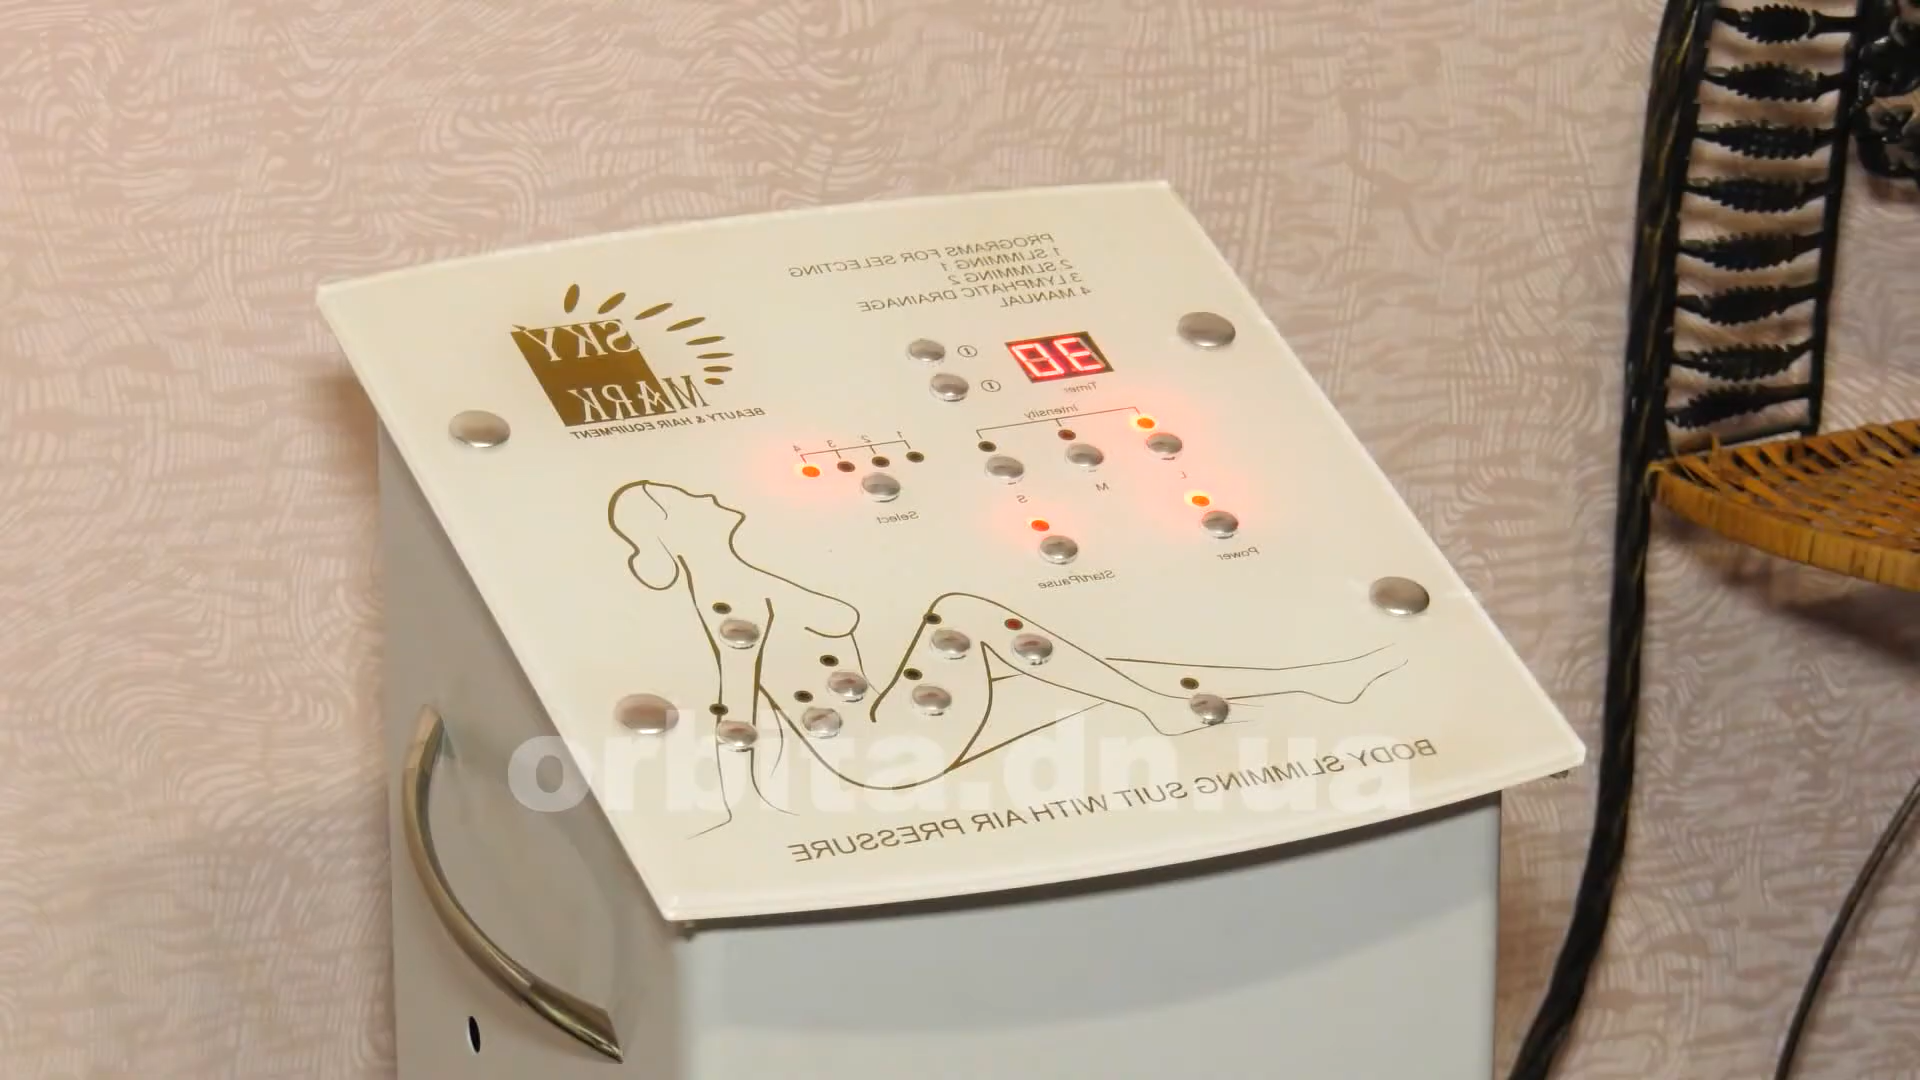 PROGRAMS FOR SELECTING
1.SLIMMING 1
2.SLIMMING 2
3.LYMPHATIC DRAINAGE
4.MANUAL
SKY
MARK
BEAUTY & HAIR EQUIPMENT
Timer
Intensity
1 2 3 4
L M S
Select
Power
Start/Pause
BODY SLIMMING SUIT WITH AIR PRESSURE
orbita.dn.ua